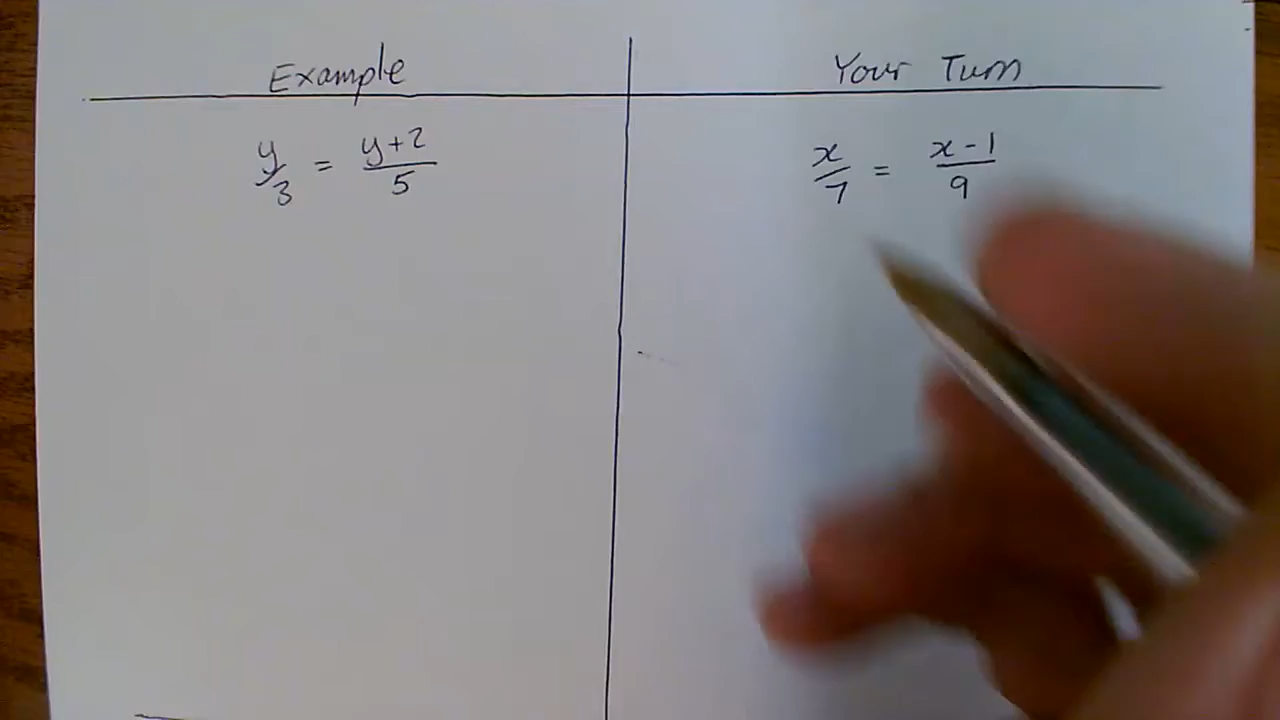 Example
y/3 = (y+2)/5
Your Turn
x/7 = (x-1)/9